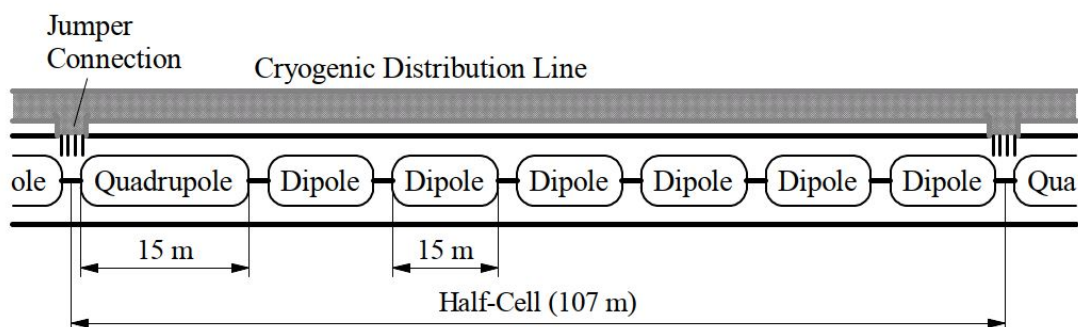 Jumper
Connection
Cryogenic Distribution Line
ole Quadrupole Dipole Dipole Dipole Dipole Dipole Dipole Qua
15 m 15 m
Half-Cell (107 m)